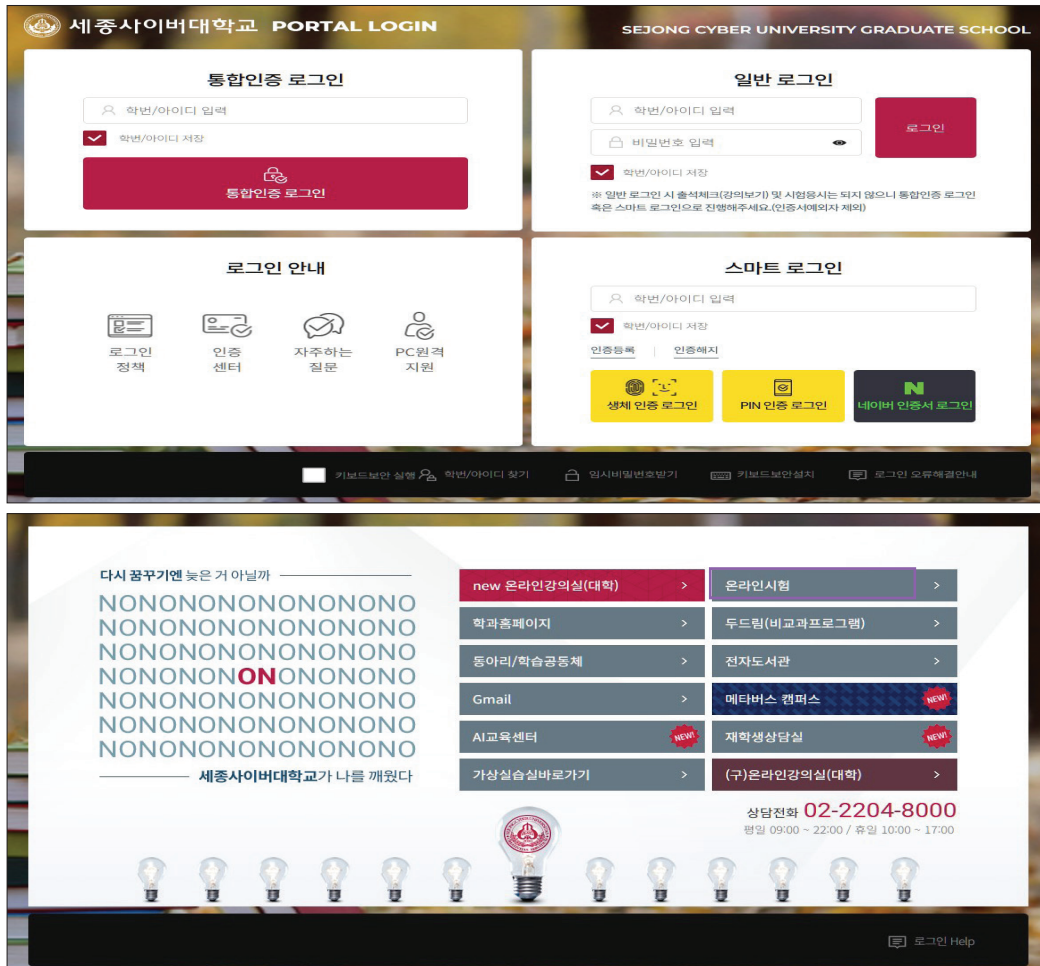 세종사이버대학교 PORTAL LOGIN
SEJONG CYBER UNIVERSITY GRADUATE SCHOOL
통합인증 로그인
학번/아이디 입력
학번/아이디 저장
통합인증 로그인
일반 로그인
학번/아이디 입력
비밀번호 입력
로그인
학번/아이디 저장
※ 일반 로그인 시 출석체크(강의보기) 및 시험응시는 되지 않으니 통합인증 로그인
혹은 스마트 로그인으로 진행해주세요.(인증서예외자 제외)
로그인 안내
로그인
정책
인증
센터
자주하는
질문
PC원격
지원
스마트 로그인
학번/아이디 입력
학번/아이디 저장
인증등록
인증해지
생체 인증 로그인
PIN 인증 로그인
N
네이버 인증서 로그인
키보드보안 실행
학번/아이디 찾기
임시비밀번호받기
키보드보안설치
로그인 오류해결안내
다시 꿈꾸기엔 늦은 거 아닐까
NONONONONONONONO
NONONONONONONONO
NONONONONONONONO
NONONONONONONONO
NONONONONONONONO
NONONONONONONONO
NONONONONONONONO
세종사이버대학교가 나를 깨웠다
new 온라인강의실(대학) >
온라인시험 >
학과홈페이지 >
두드림(비교과프로그램) >
동아리/학습공동체 >
전자도서관 >
Gmail >
메타버스 캠퍼스 NEW!
AI교육센터 NEW!
재학생상담실 NEW!
가상실습실바로가기 >
(구)온라인강의실(대학) >
상담전화 02-2204-8000
평일 09:00 ~ 22:00 / 휴일 10:00 ~ 17:00
로그인 Help